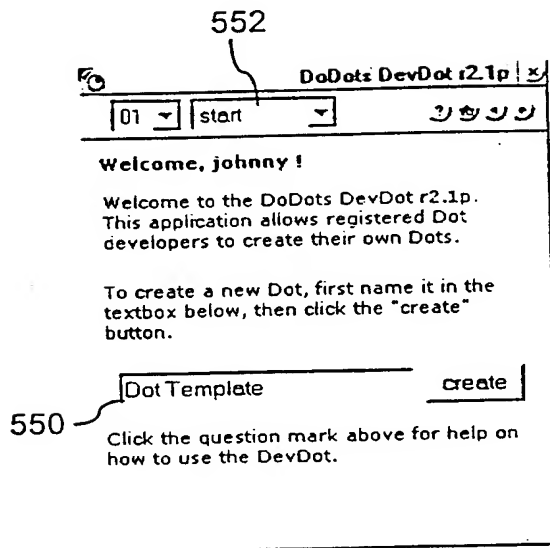 552
DoDots DevDot r2.1p
01 start
Welcome, johnny !
Welcome to the DoDots DevDot r2.1p.
This application allows registered Dot
developers to create their own Dots.
To create a new Dot, first name it in the
textbox below, then click the "create"
button.
Dot Template create
550
Click the question mark above for help on
how to use the DevDot.